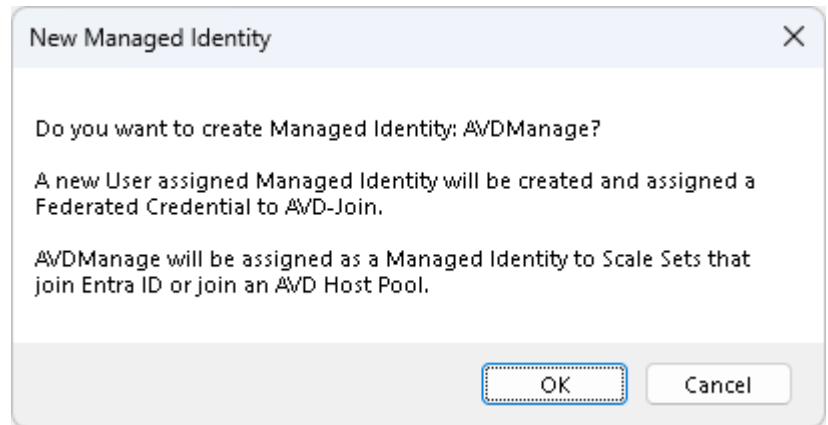 New Managed Identity
Do you want to create Managed Identity: AVDManage?
A new User assigned Managed Identity will be created and assigned a
Federated Credential to AVD-Join.
AVDManage will be assigned as a Managed Identity to Scale Sets that
join Entra ID or join an AVD Host Pool.
OK
Cancel